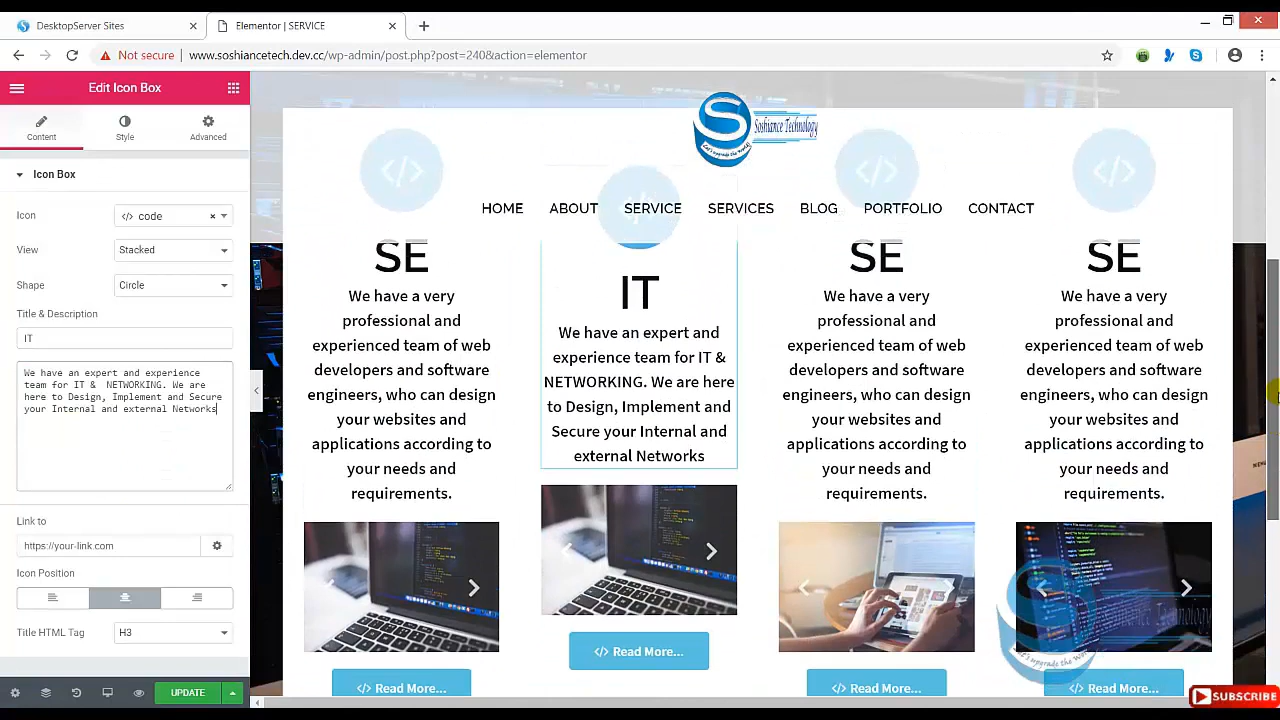 DesktopServer Sites
Elementor | SERVICE
Not secure
www.soshiancetech.dev.cc/wp-admin/post.php?post=240&action=elementor
Edit Icon Box
Content
Style
Advanced
Icon Box
Icon
code
View
Stacked
Shape
Circle
Title & Description
IT
We have an expert and experience
team for IT & NETWORKING. We are
here to Design, Implement and Secure
your Internal and external Networks
Link to
https://your-link.com
Icon Position
Title HTML Tag
H3
UPDATE
S
Soshiance Technology
Let's upgrade the World!
HOME
ABOUT
SERVICE
SERVICES
BLOG
PORTFOLIO
CONTACT
SE
We have a very
professional and
experienced team of web
developers and software
engineers, who can design
your websites and
applications according to
your needs and
requirements.
Read More...
IT
We have an expert and
experience team for IT &
NETWORKING. We are here
to Design, Implement and
Secure your Internal and
external Networks
Read More...
SE
We have a very
professional and
experienced team of web
developers and software
engineers, who can design
your websites and
applications according to
your needs and
requirements.
Read More...
SE
We have a very
professional and
experienced team of web
developers and software
engineers, who can design
your websites and
applications according to
your needs and
requirements.
Read More...
S
Soshiance Technology
Let's upgrade the World!
SUBSCRIBE